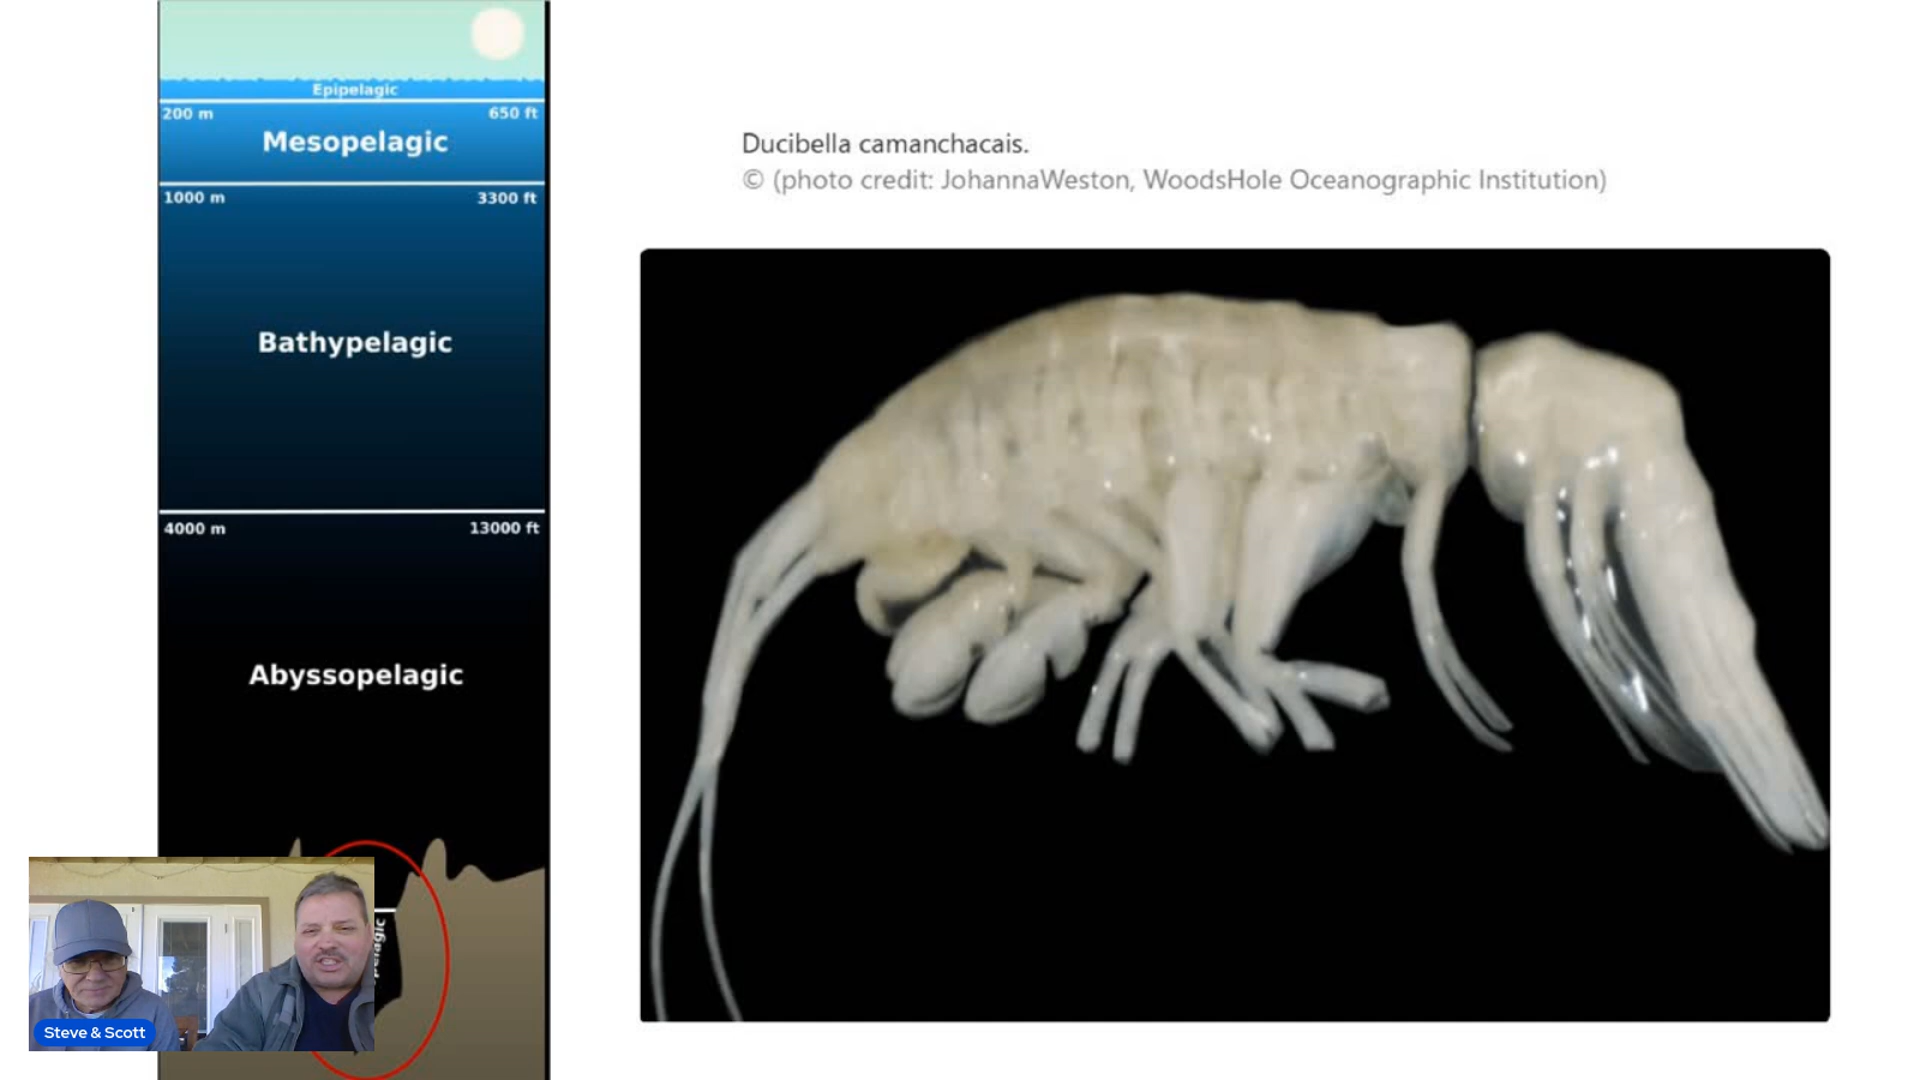 Epipelagic
200 m 650 ft
Mesopelagic
1000 m 3300 ft
Bathypelagic
4000 m 13000 ft
Abyssopelagic
Ducibella camanchacais.
© (photo credit: JohannaWeston, WoodsHole Oceanographic Institution)
Steve & Scott